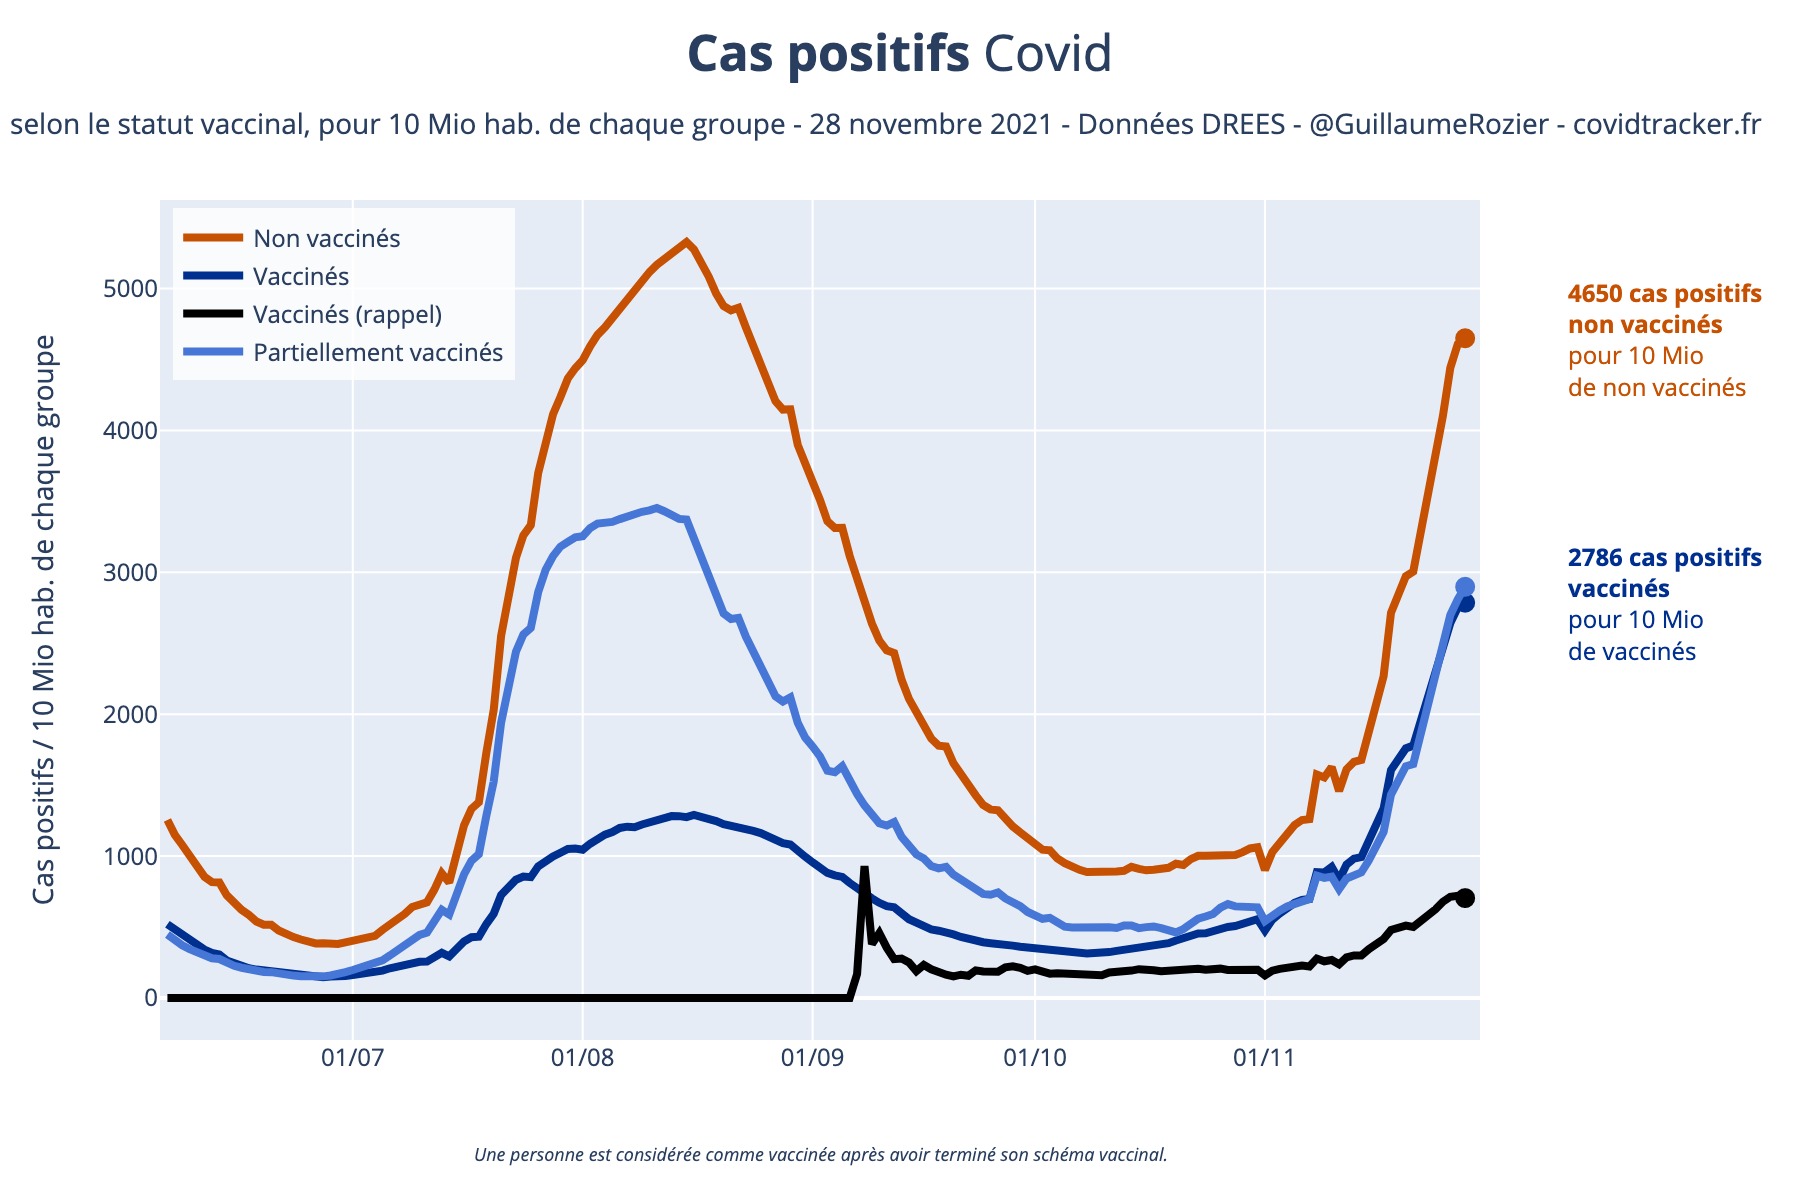 Cas positifs Covid
selon le statut vaccinal, pour 10 Mio hab. de chaque groupe - 28 novembre 2021 - Données DREES - @GuillaumeRozier - covidtracker.fr
Non vaccinés
Vaccinés
Vaccinés (rappel)
Partiellement vaccinés
Cas positifs / 10 Mio hab. de chaque groupe
5000
4000
3000
2000
1000
0
01/07
01/08
01/09
01/10
01/11
4650 cas positifs
non vaccinés
pour 10 Mio
de non vaccinés
2786 cas positifs
vaccinés
pour 10 Mio
de vaccinés
Une personne est considérée comme vaccinée après avoir terminé son schéma vaccinal.